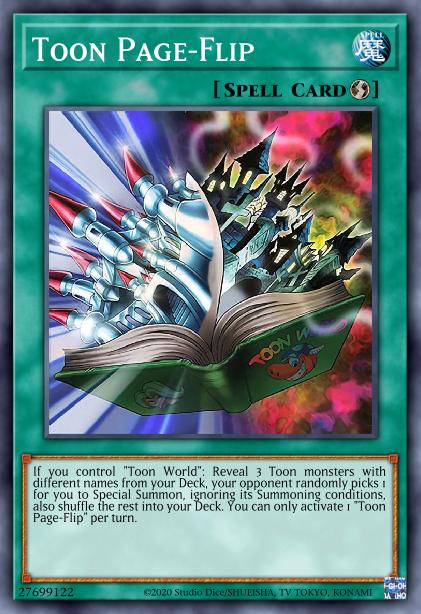 TOON PAGE-FLIP
SPELL
魔
[SPELL CARD]
TOON W
If you control "Toon World": Reveal 3 Toon monsters with
different names from your Deck, your opponent randomly picks 1
for you to Special Summon, ignoring its Summoning conditions,
also shuffle the rest into your Deck. You can only activate 1 "Toon
Page-Flip" per turn.
27699122
©2020 Studio Dice/SHUEISHA, TV TOKYO, KONAMI